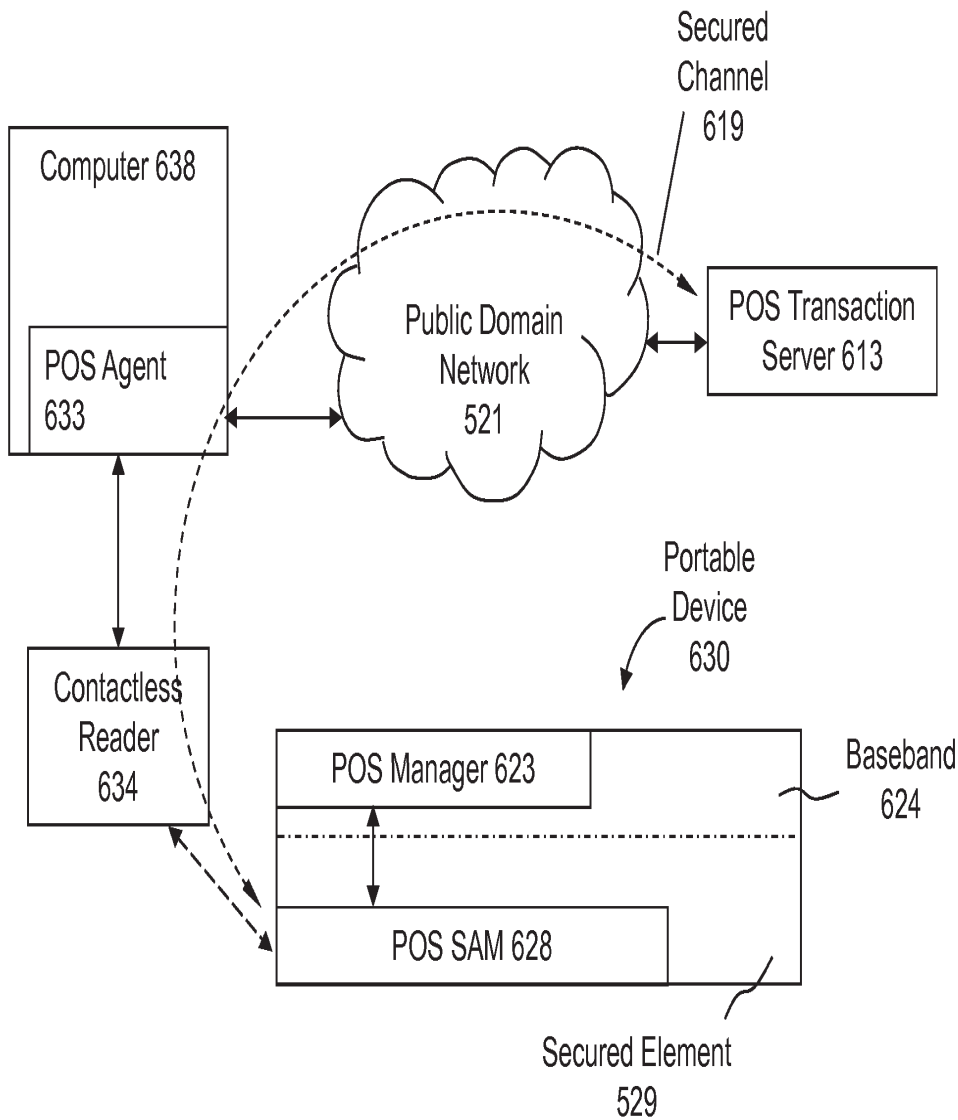 Secured
Channel
619
Computer 638
POS Agent
633
Public Domain
Network
521
POS Transaction
Server 613
Portable
Device
630
Contactless
Reader
634
POS Manager 623
Baseband
624
POS SAM 628
Secured Element
529